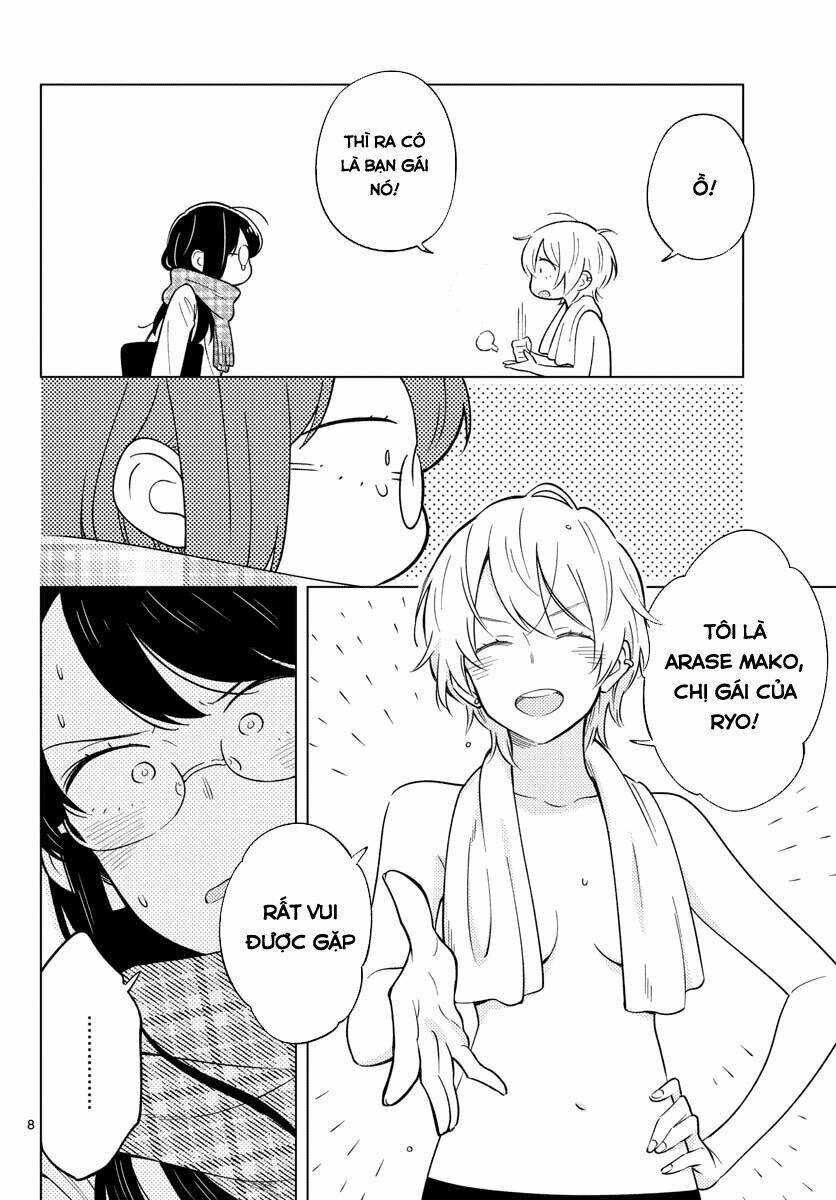 Ồ!
THÌ RA CÔ
LÀ BẠN GÁI
NÓ!
TÔI LÀ
ARASE MAKO,
CHỊ GÁI CỦA
RYO!
RẤT VUI
ĐƯỢC GẶP
..........
8